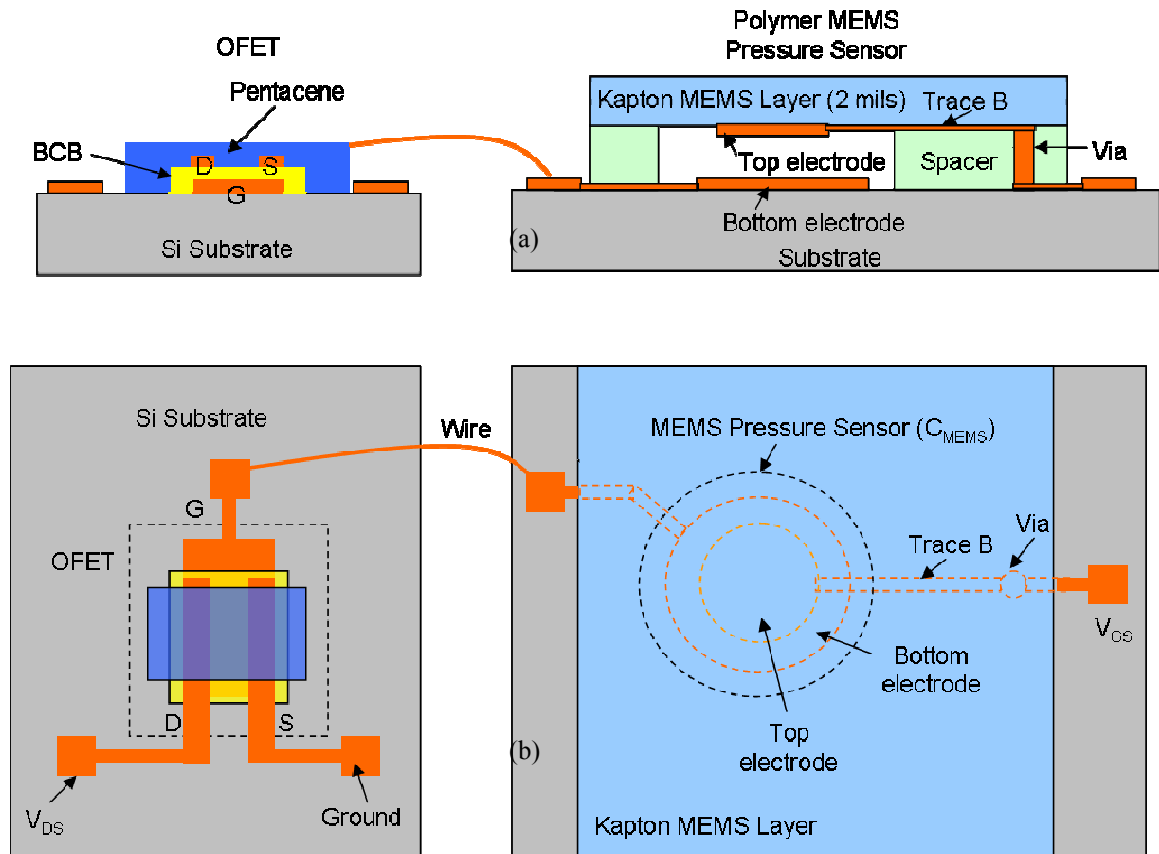 OFET
Polymer MEMS
Pressure Sensor
Pentacene
Kapton MEMS Layer (2 mils)
Trace B
BCB
D
S
G
Top electrode
Spacer
Via
Si Substrate
(a)
Bottom electrode
Substrate
Si Substrate
Wire
MEMS Pressure Sensor (CMEMS)
G
OFET
Via
Trace B
VGS
Bottom
electrode
D
S
Top
electrode
(b)
VDS
Ground
Kapton MEMS Layer